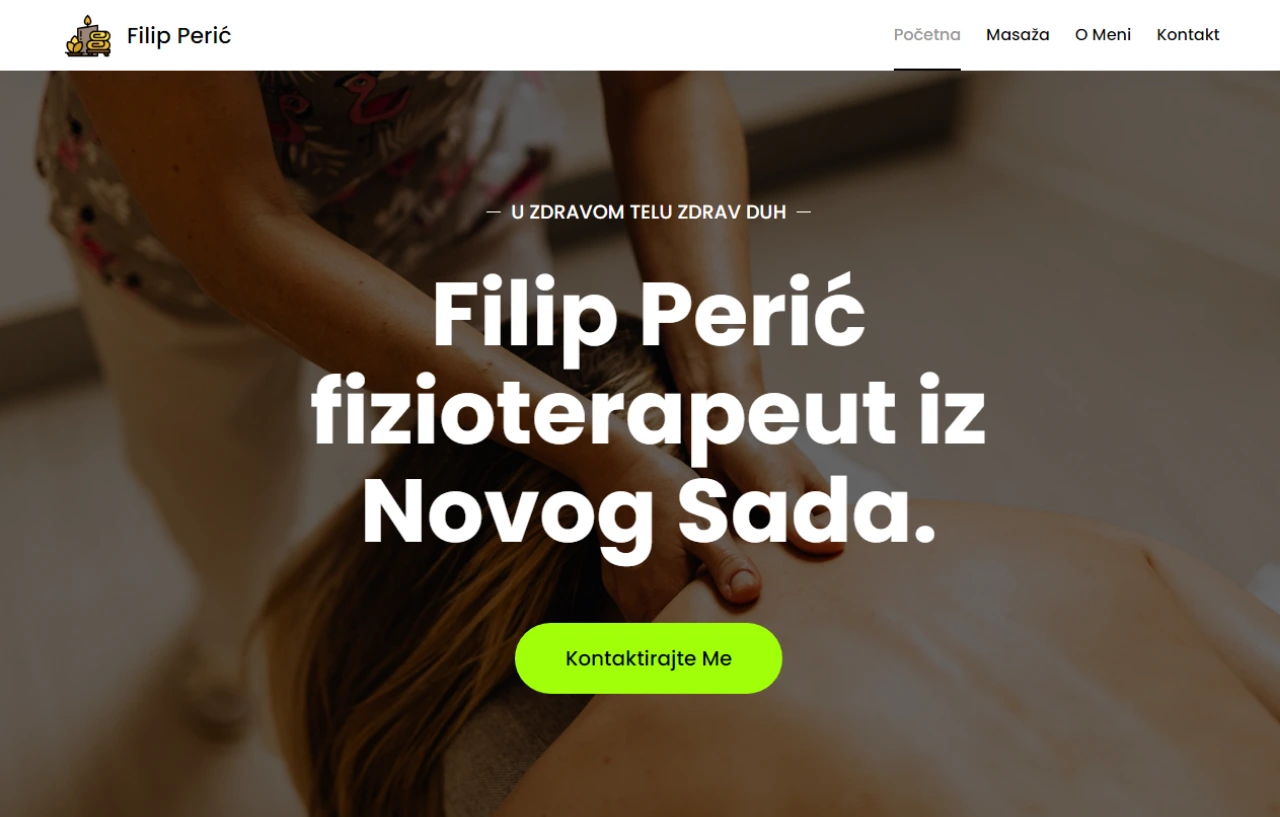 Filip Perić
Početna Masaža O Meni Kontakt
— U ZDRAVOM TELU ZDRAV DUH —
Filip Perić
fizioterapeut iz
Novog Sada.
Kontaktirajte Me